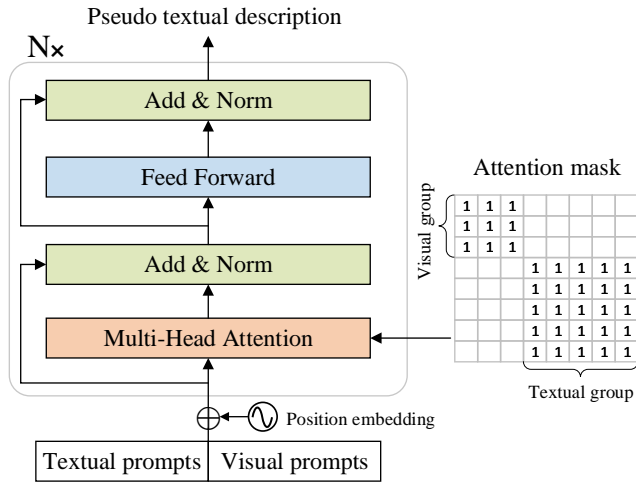 Pseudo textual description
N×
Add & Norm
Feed Forward
Add & Norm
Multi-Head Attention
Position embedding
Textual prompts
Visual prompts
Attention mask
Visual group
1 1 1
1 1 1
1 1 1
1 1 1 1 1
1 1 1 1 1
1 1 1 1 1
1 1 1 1 1
1 1 1 1 1
Textual group